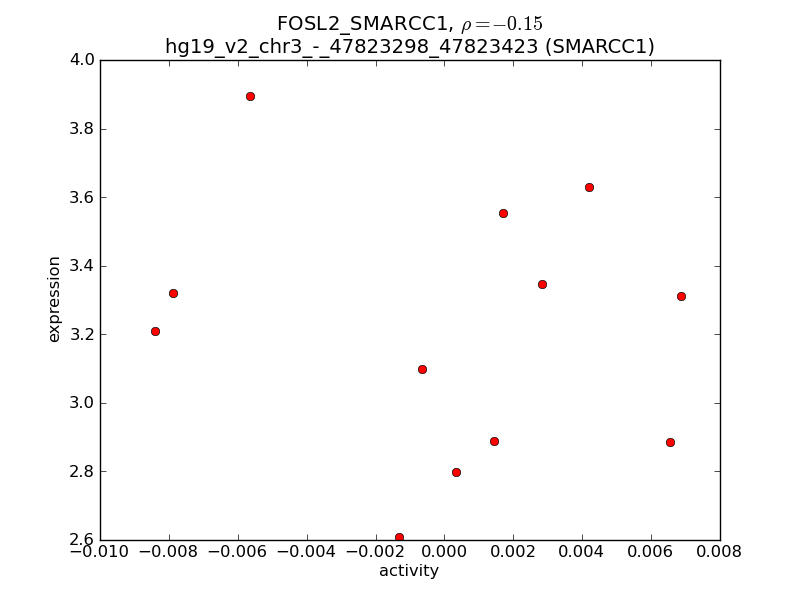 FOSL2_SMARCC1, ρ = −0.15
hg19_v2_chr3_-_47823298_47823423 (SMARCC1)
4.0
3.8
3.6
3.4
3.2
3.0
2.8
2.6
expression
−0.010 −0.008 −0.006 −0.004 −0.002 0.000 0.002 0.004 0.006 0.008
activity